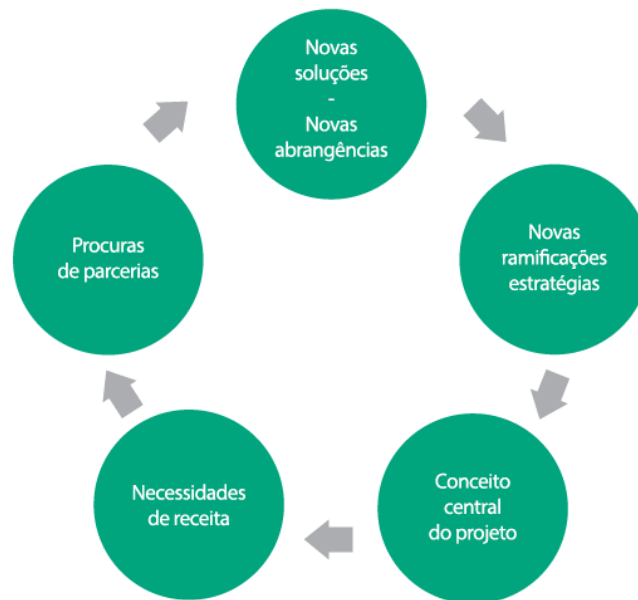 Novas
soluções
-
Novas
abrangências
Novas
ramificações
estratégias
Conceito
central
do projeto
Necessidades
de receita
Procuras
de parcerias